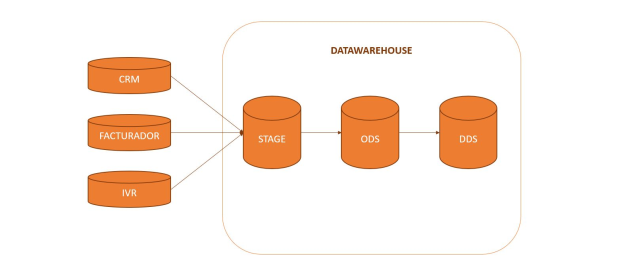 DATAWAREHOUSE
CRM
FACTURADOR
IVR
STAGE
ODS
DDS